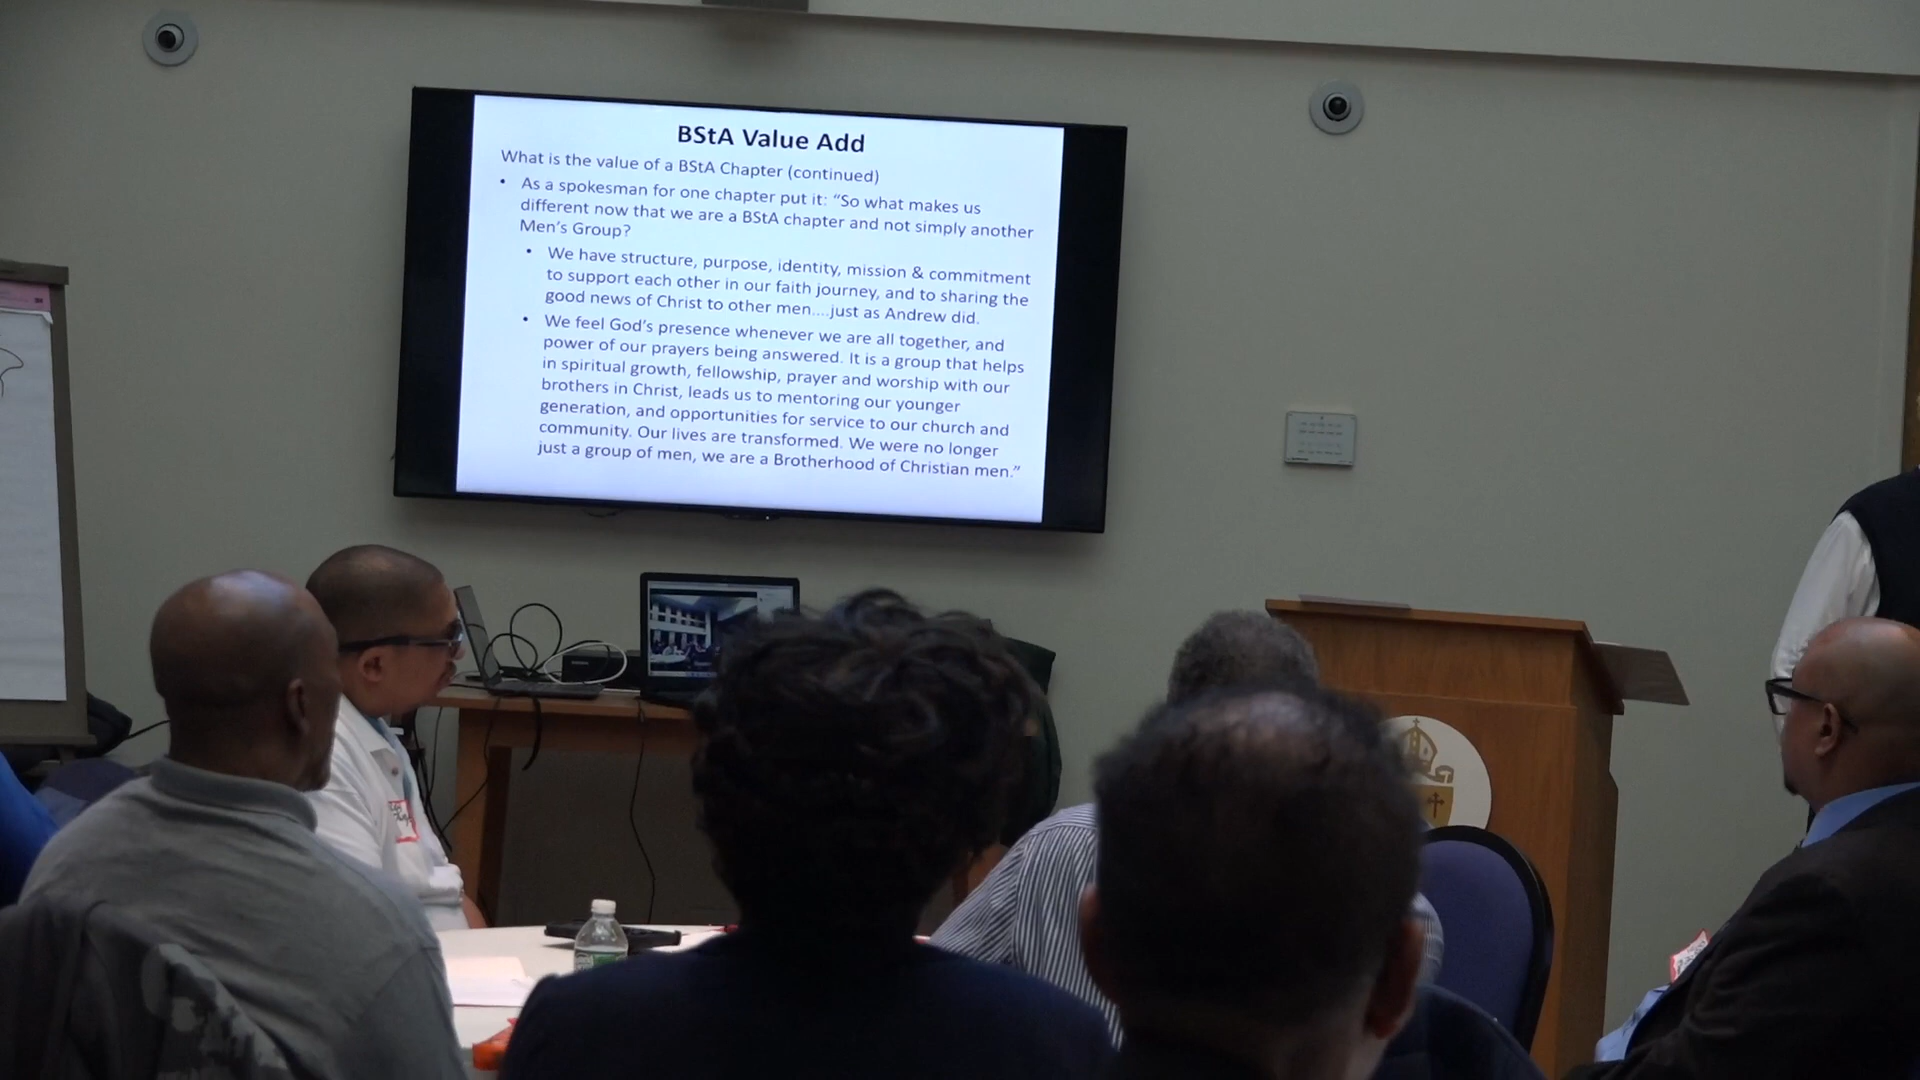 BStA Value Add
What is the value of a BStA Chapter (continued)
• As a spokesman for one chapter put it: “So what makes us
different now that we are a BStA chapter and not simply another
Men’s Group?
• We have structure, purpose, identity, mission & commitment
to support each other in our faith journey, and to sharing the
good news of Christ to other men....just as Andrew did.
• We feel God’s presence whenever we are all together, and
power of our prayers being answered. It is a group that helps
in spiritual growth, fellowship, prayer and worship with our
brothers in Christ, leads us to mentoring our younger
generation, and opportunities for service to our church and
community. Our lives are transformed. We were no longer
just a group of men, we are a Brotherhood of Christian men.”